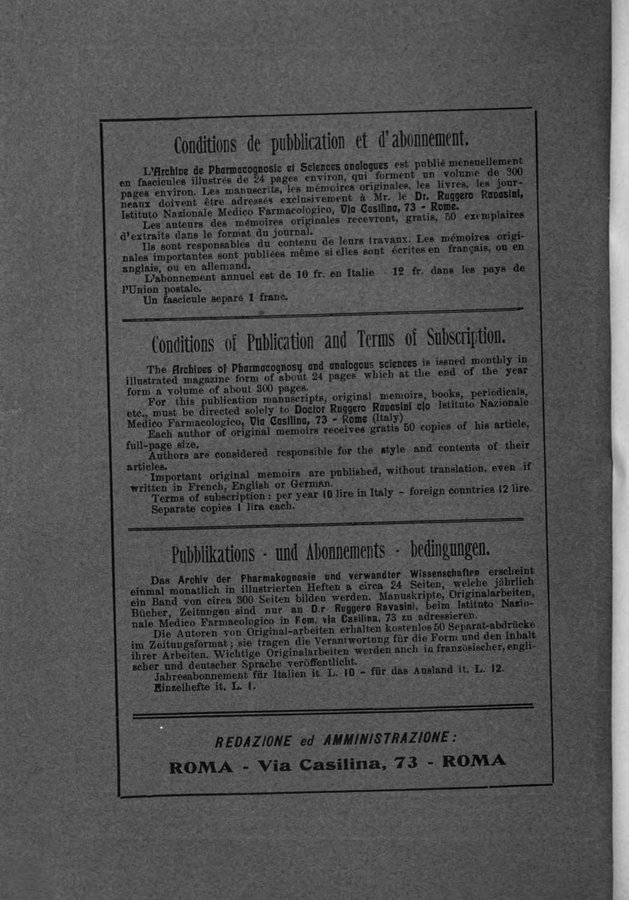 Conditions de pubblication et d'abonnement.
L'Archive de Pharmacognosie et Sciences analogues est publié mensuellement
en fascicules illustrés de 24 pages environ, qui forment un volume de 300
pages environ. Les manuscrits, les mémoires originales, les livres, les jour-
neaux doivent être adressés exclusivement à Mr. le Dr. Ruggero Ravasini,
Istituto Nazionale Medico Farmacologico, Via Casilina, 73 - Rome.
Les auteurs des mémoires originales recevront, gratis, 50 exemplaires
d'extraits dans le format du journal.
Ils sont responsables du contenu de leurs travaux. Les mémoires origi-
nales importantes sont publiées même si elles sont écrites en français, ou en
anglais, ou en allemand.
L'abonnement annuel est de 10 fr. en Italie 12 fr. dans les pays de
l'Union postale.
Un fascicule separé 1 franc.
Conditions of Publication and Terms of Subscription.
The Archives of Pharmacognosy and analogous sciences is issued monthly in
illustrated magazine form of about 24 pages which at the end of the year
form a volume of about 300 pages.
For this publication manuscripts, original memoirs, books, periodicals,
etc., must be directed solely to Doctor Ruggero Ravasini c|o Istituto Nazionale
Medico Farmacologico, Via Casilina, 73 - Rome (Italy)
Each author of original memoirs receives gratis 50 copies of his article,
full-page size.
Authors are considered responsible for the style and contents of their
articles.
Important original memoirs are published, without translation, even if
written in French, English or German.
Terms of subscription: per year 10 lire in Italy - foreign countries 12 lire.
Separate copies 1 lira each.
Pubblikations - und Abonnements - bedingungen.
Das Archiv der Pharmakognosie und verwandter Wissenschaften erscheint
einmal monatlich in illustrierten Heften a circa 24 Seiten, welche jäbrlich
ein Band von circa 300 Seiten bilden werden. Manuskripte, Originalarbeiten,
Bücher, Zeitungen sind nur an D.r Ruggero Ravasini, beim Istituto Nazio-
nale Medico Farmacologico in Rom, via Casilina, 73 zu adressieren.
Die Autoren von Original-arbeiten erhalten kostenlos 50 Separat-abdrücke
im Zeitungsformat; sie tragen die Verantwortung für die Form und den Inhalt
ihrer Arbeiten. Wichtige Originalarbeiten werden auch in französischer, engli-
scher und deutscher Sprache veröffentlicht.
Jahresabonnement für Italien it. L. 10 - für das Ausland it. L. 12.
Einzelhefte it. L. 1.
REDAZIONE ed AMMINISTRAZIONE:
ROMA - Via Casilina, 73 - ROMA